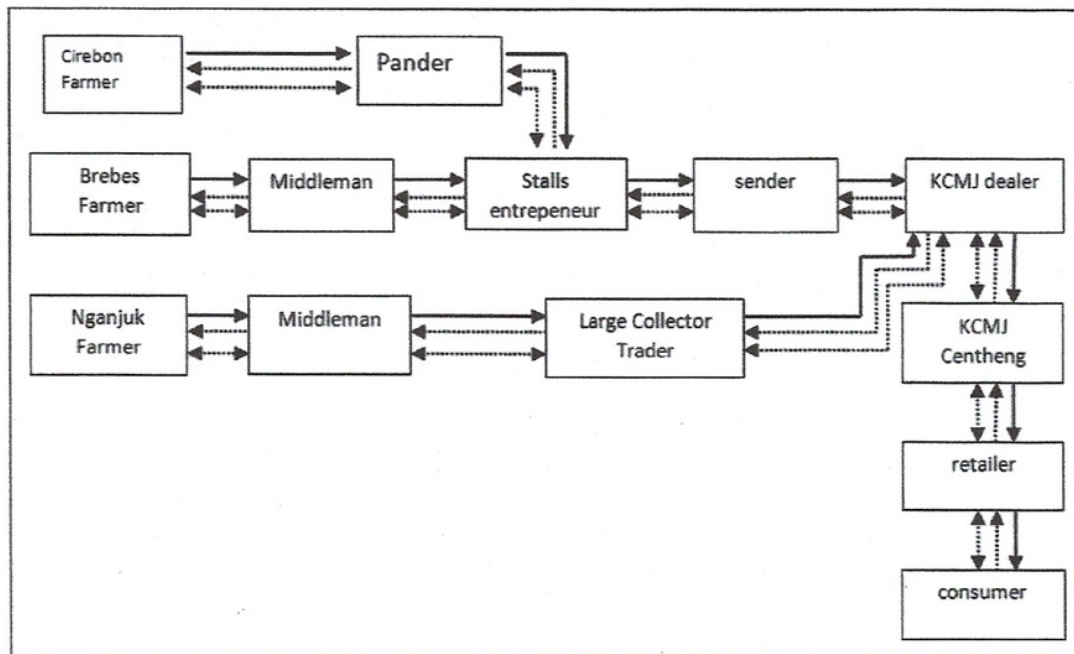 Cirebon
Farmer
Pander
Brebes
Farmer
Middleman
Stalls
entrepeneur
sender
KCMJ dealer
Nganjuk
Farmer
Middleman
Large Collector
Trader
KCMJ
Centheng
retailer
consumer